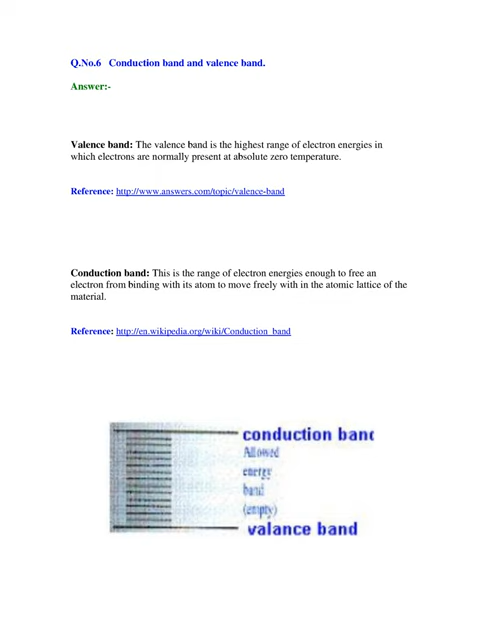 Q.No.6 Conduction band and valence band.
Answer:-
Valence band: The valence band is the highest range of electron energies in
which electrons are normally present at absolute zero temperature.
Reference: http://www.answers.com/topic/valence-band
Conduction band: This is the range of electron energies enough to free an
electron from binding with its atom to move freely with in the atomic lattice of the
material.
Reference: http://en.wikipedia.org/wiki/Conduction_band
conduction banc
Allowed
energy
band
(empty)
valance band